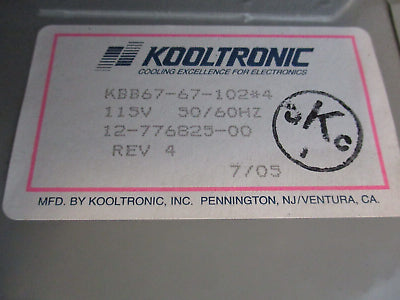 KOOLTRONIC
COOLING EXCELLENCE FOR ELECTRONICS
KBB67-67-102#4
115V 50/60HZ
12-776825-00
REV 4
7/05
MFD. BY KOOLTRONIC, INC. PENNINGTON, NJ/VENTURA, CA.